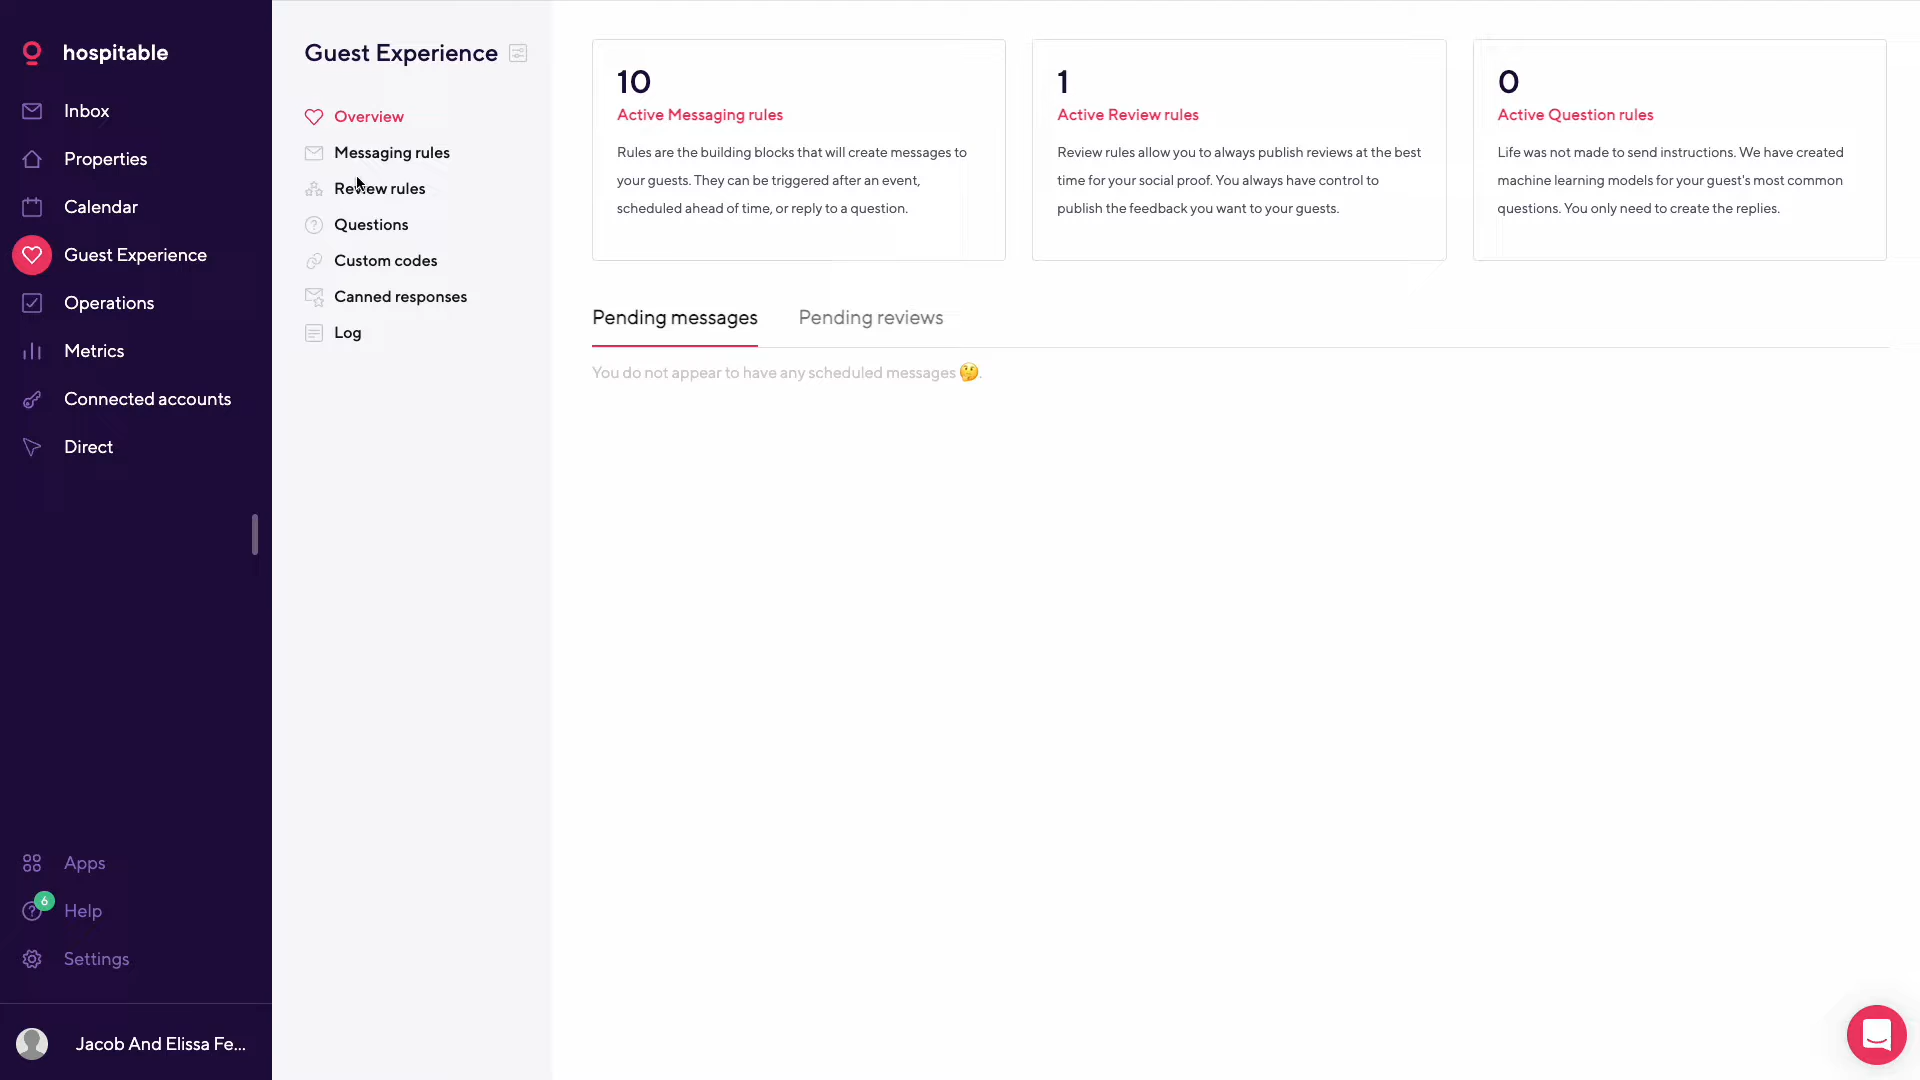 hospitable
Inbox
Properties
Calendar
Guest Experience
Operations
Metrics
Connected accounts
Direct
Apps
6
Help
Settings
Jacob And Elissa Fe...
Guest Experience
Overview
Messaging rules
Review rules
Questions
Custom codes
Canned responses
Log
10
Active Messaging rules
Rules are the building blocks that will create messages to
your guests. They can be triggered after an event,
scheduled ahead of time, or reply to a question.
1
Active Review rules
Review rules allow you to always publish reviews at the best
time for your social proof. You always have control to
publish the feedback you want to your guests.
0
Active Question rules
Life was not made to send instructions. We have created
machine learning models for your guest's most common
questions. You only need to create the replies.
Pending messages
Pending reviews
You do not appear to have any scheduled messages 🤔.